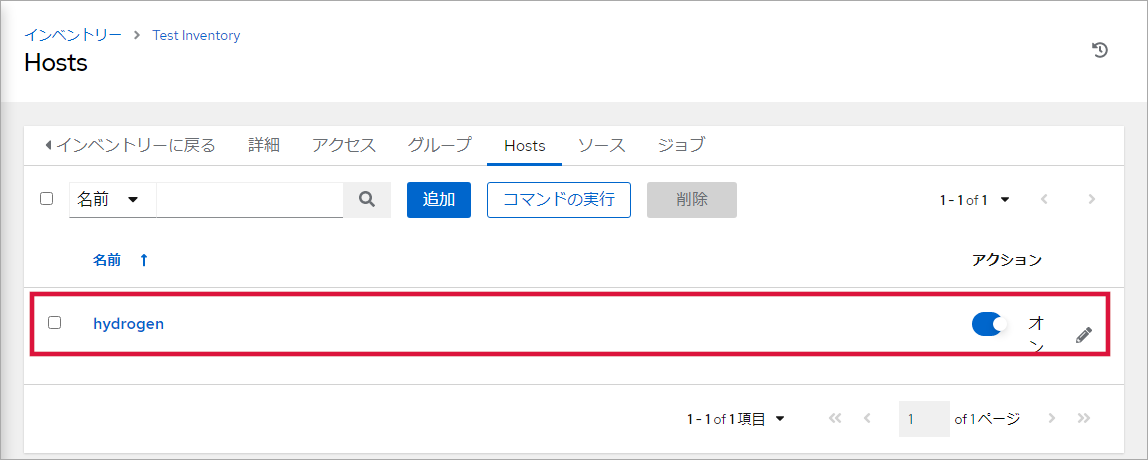 インベントリー > Test Inventory
Hosts
インベントリーに戻る 詳細 アクセス グループ Hosts ソース ジョブ
名前 追加 コマンドの実行 削除 1 - 1 of 1
名前 アクション
hydrogen オン
1 - 1 of 1 項目 1 of 1 ページ